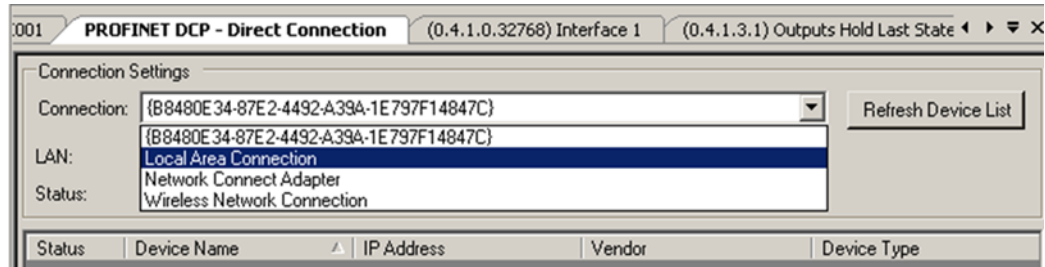 001 PROFINET DCP - Direct Connection (0.4.1.0.32768) Interface 1 (0.4.1.3.1) Outputs Hold Last State
Connection Settings
Connection: {B8480E34-87E2-4492-A39A-1E797F14847C} Refresh Device List
{B8480E34-87E2-4492-A39A-1E797F14847C}
LAN: Local Area Connection
Network Connect Adapter
Status: Wireless Network Connection
Status Device Name IP Address Vendor Device Type